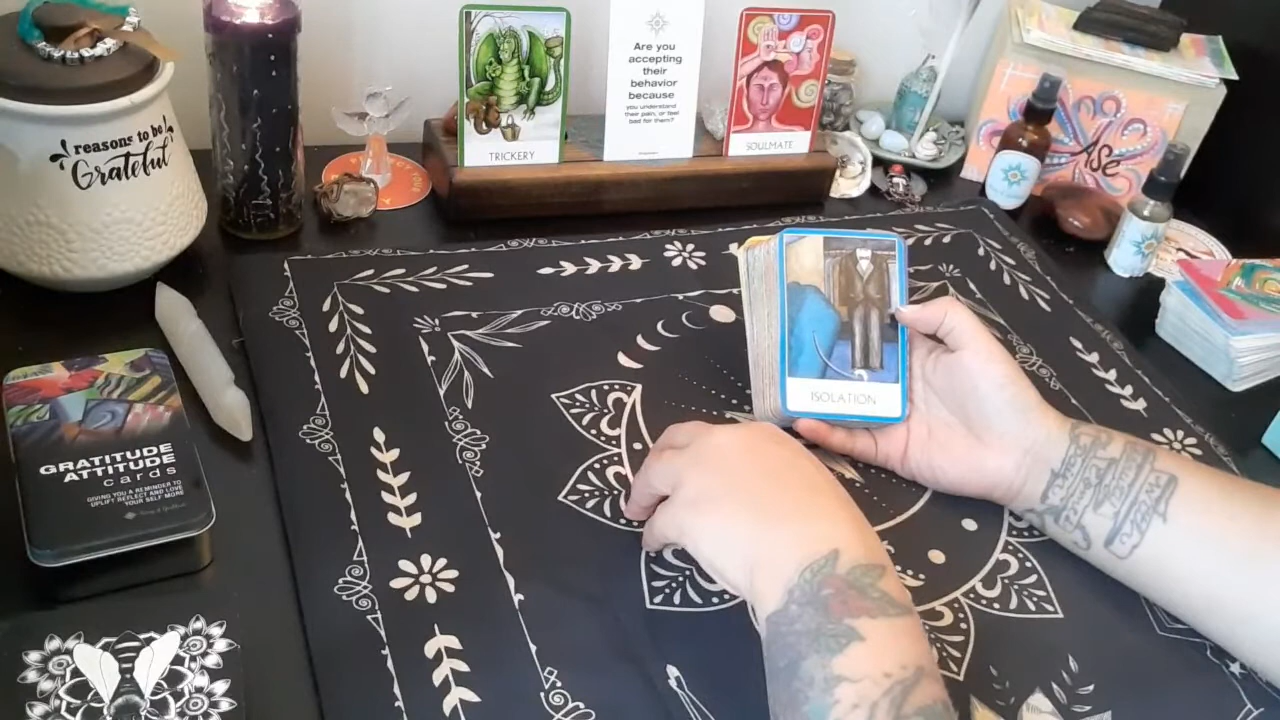 reasons to be
Grateful
TRICKERY
Are you
accepting
their
behavior
because
you understand
their pain, or feel
bad for them?
SOULMATE
Asé
ISOLATION
GRATITUDE
ATTITUDE
cards
GIVING YOU A REMINDER TO
UPLIFT REFLECT AND LOVE
YOUR SELF MORE